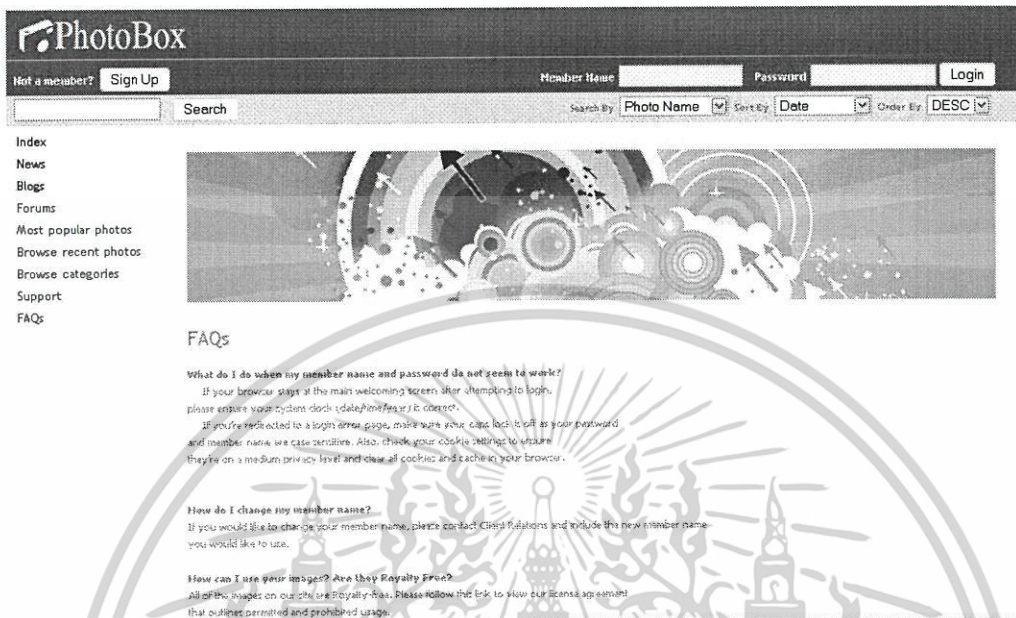 PhotoBox
Not a member? Sign Up Member Name Password Login
Search Search By Photo Name Sort By Date Order By DESC
Index
News
Blogs
Forums
Most popular photos
Browse recent photos
Browse categories
Support
FAQs
FAQs
What do I do when my member name and password do not seem to work?
If your browser stays at the main welcoming screen after attempting to login,
please ensure your system clock (date/time/year) is correct.
If you're redirected to a login error page, make sure your caps lock is off as your password
and member name are case sensitive. Also, check your cookie settings to ensure
they're on a medium privacy level and clear all cookies and cache in your browser.
How do I change my member name?
If you would like to change your member name, please contact Client Relations and include the new member name
you would like to use.
How can I use your images? Are they Royalty Free?
All of the images on our site are Royalty-free. Please follow this link to view our license agreement
that outlines permitted and prohibited usage.